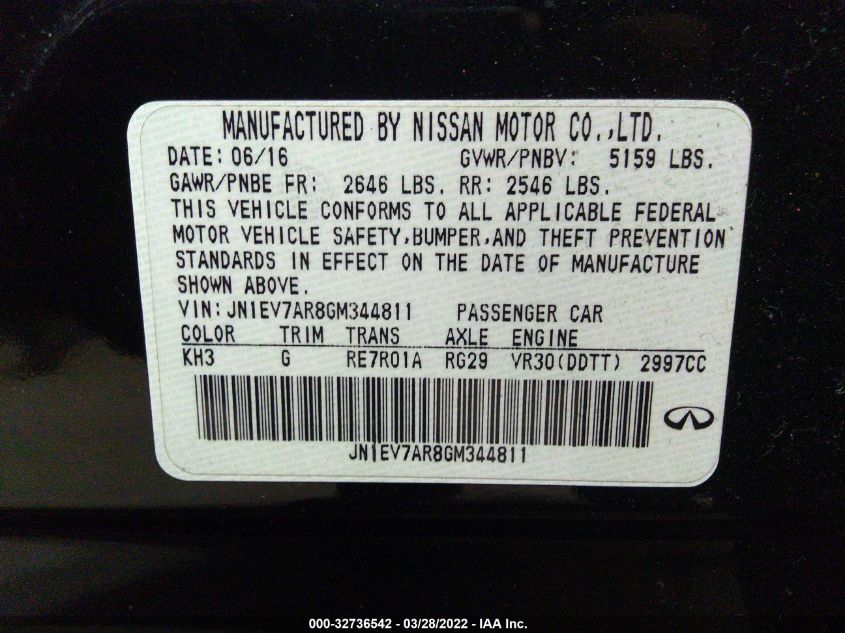 MANUFACTURED BY NISSAN MOTOR CO.,LTD.
DATE: 06/16 GVWR/PNBV: 5159 LBS.
GAWR/PNBE FR: 2646 LBS. RR: 2546 LBS.
THIS VEHICLE CONFORMS TO ALL APPLICABLE FEDERAL
MOTOR VEHICLE SAFETY,BUMPER,AND THEFT PREVENTION
STANDARDS IN EFFECT ON THE DATE OF MANUFACTURE
SHOWN ABOVE.
VIN: JN1EV7AR8GM344811 PASSENGER CAR
COLOR TRIM TRANS AXLE ENGINE
KH3 G RE7R01A RG29 VR30(DDTT) 2997CC
JN1EV7AR8GM344811
000-32736542 - 03/28/2022 - IAA Inc.